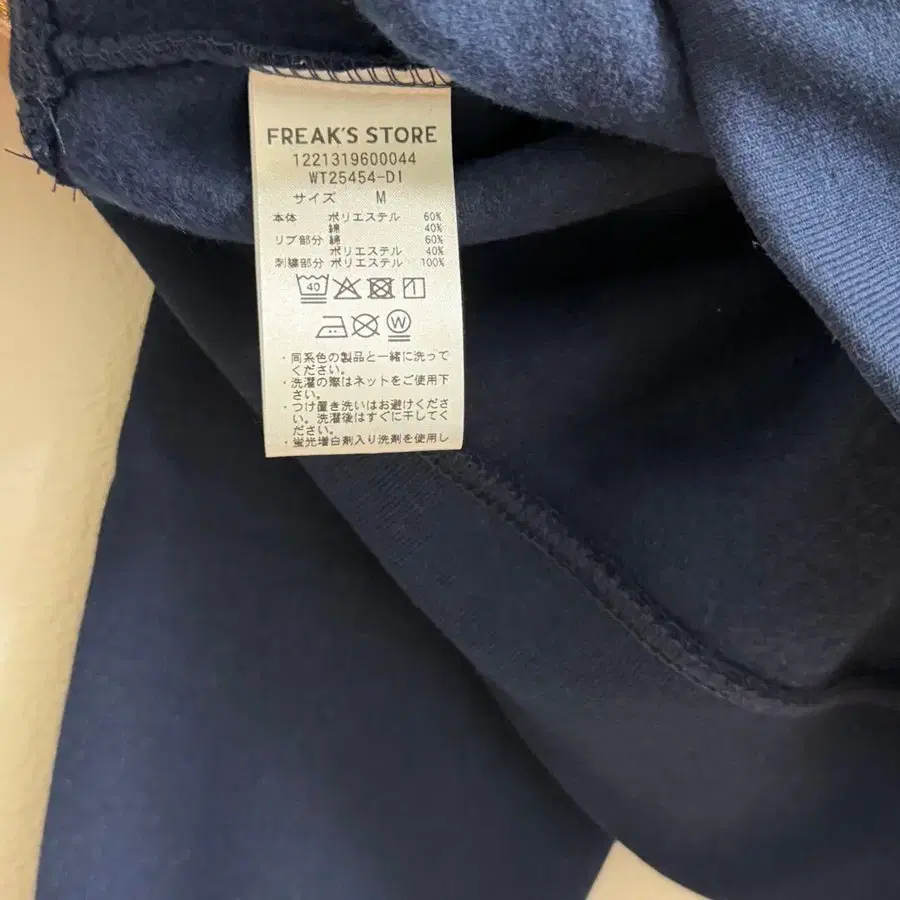 FREAK'S STORE
1221319600044
WT25454-DI
サイズ M
本体 ポリエステル 60%
綿 40%
リブ部分 綿 60%
ポリエステル 40%
刺繍部分 ポリエステル 100%
40
W
・同系色の製品と一緒に洗って
ください。
・洗濯の際はネットをご使用下
さい。
・つけ置き洗いはお避けくださ
い。洗濯後はすぐに干してく
ださい。
・蛍光増白剤入り洗剤を使用し